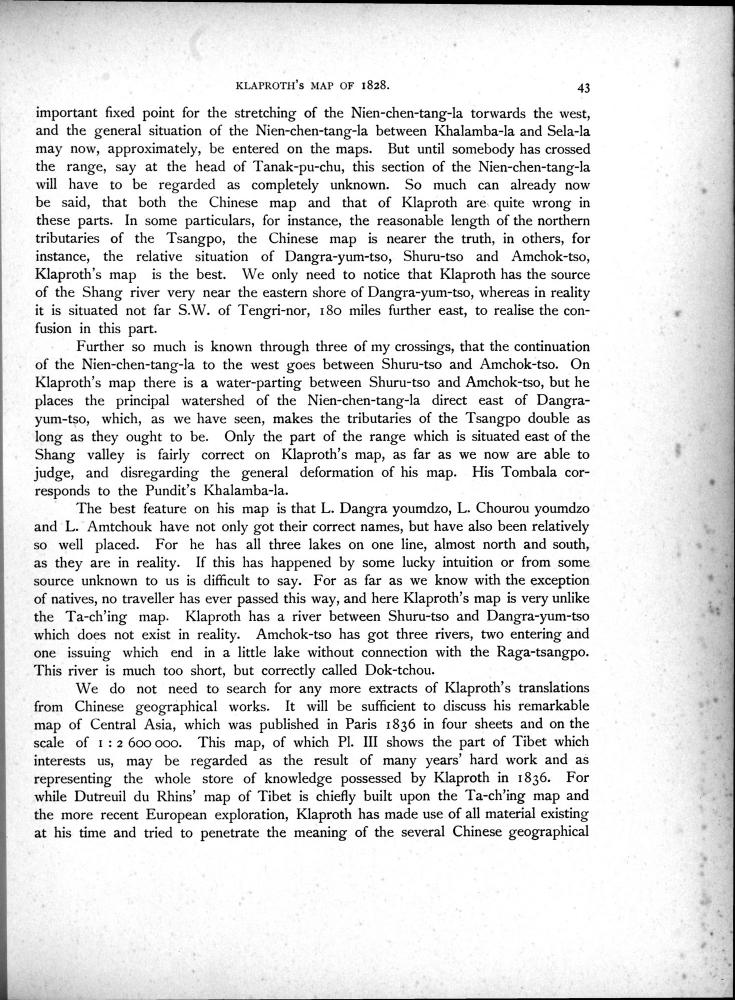 KLAPROTH'S MAP OF 1828. 43
important fixed point for the stretching of the Nien-chen-tang-la torwards the west,
and the general situation of the Nien-chen-tang-la between Khalamba-la and Sela-la
may now, approximately, be entered on the maps. But until somebody has crossed
the range, say at the head of Tanak-pu-chu, this section of the Nien-chen-tang-la
will have to be regarded as completely unknown. So much can already now
be said, that both the Chinese map and that of Klaproth are quite wrong in
these parts. In some particulars, for instance, the reasonable length of the northern
tributaries of the Tsangpo, the Chinese map is nearer the truth, in others, for
instance, the relative situation of Dangra-yum-tso, Shuru-tso and Amchok-tso,
Klaproth's map is the best. We only need to notice that Klaproth has the source
of the Shang river very near the eastern shore of Dangra-yum-tso, whereas in reality
it is situated not far S.W. of Tengri-nor, 180 miles further east, to realise the con-
fusion in this part.
Further so much is known through three of my crossings, that the continuation
of the Nien-chen-tang-la to the west goes between Shuru-tso and Amchok-tso. On
Klaproth's map there is a water-parting between Shuru-tso and Amchok-tso, but he
places the principal watershed of the Nien-chen-tang-la direct east of Dangra-
yum-tso, which, as we have seen, makes the tributaries of the Tsangpo double as
long as they ought to be. Only the part of the range which is situated east of the
Shang valley is fairly correct on Klaproth's map, as far as we now are able to
judge, and disregarding the general deformation of his map. His Tombala cor-
responds to the Pundit's Khalamba-la.
The best feature on his map is that L. Dangra youmdzo, L. Chourou youmdzo
and L. Amtchouk have not only got their correct names, but have also been relatively
so well placed. For he has all three lakes on one line, almost north and south,
as they are in reality. If this has happened by some lucky intuition or from some
source unknown to us is difficult to say. For as far as we know with the exception
of natives, no traveller has ever passed this way, and here Klaproth's map is very unlike
the Ta-ch'ing map. Klaproth has a river between Shuru-tso and Dangra-yum-tso
which does not exist in reality. Amchok-tso has got three rivers, two entering and
one issuing which end in a little lake without connection with the Raga-tsangpo.
This river is much too short, but correctly called Dok-tchou.
We do not need to search for any more extracts of Klaproth's translations
from Chinese geographical works. It will be sufficient to discuss his remarkable
map of Central Asia, which was published in Paris 1836 in four sheets and on the
scale of 1 : 2 600 000. This map, of which Pl. III shows the part of Tibet which
interests us, may be regarded as the result of many years' hard work and as
representing the whole store of knowledge possessed by Klaproth in 1836. For
while Dutreuil du Rhins' map of Tibet is chiefly built upon the Ta-ch'ing map and
the more recent European exploration, Klaproth has made use of all material existing
at his time and tried to penetrate the meaning of the several Chinese geographical